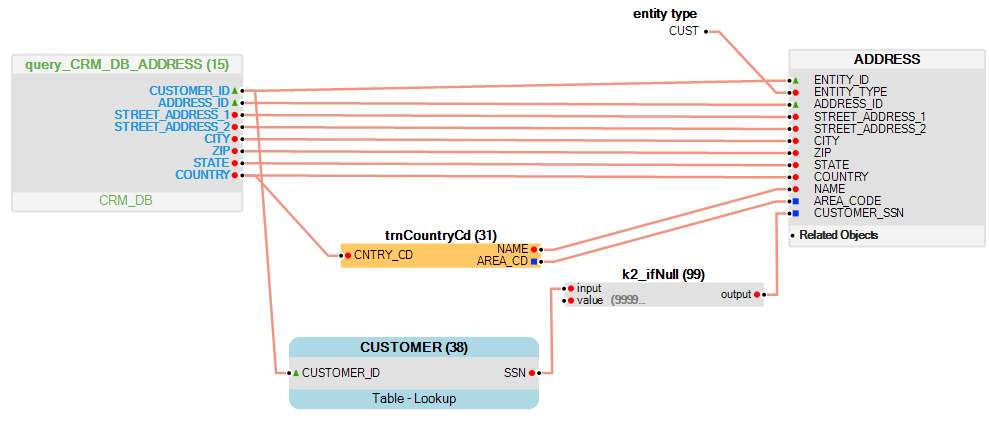 entity type
CUST
query_CRM_DB_ADDRESS (15)
CUSTOMER_ID
ADDRESS_ID
STREET_ADDRESS_1
STREET_ADDRESS_2
CITY
ZIP
STATE
COUNTRY
CRM_DB
ADDRESS
ENTITY_ID
ENTITY_TYPE
ADDRESS_ID
STREET_ADDRESS_1
STREET_ADDRESS_2
CITY
ZIP
STATE
COUNTRY
NAME
AREA_CODE
CUSTOMER_SSN
Related Objects
trnCountryCd (31)
CNTRY_CD
NAME
AREA_CD
k2_ifNull (99)
input
value (9999...
output
CUSTOMER (38)
CUSTOMER_ID
SSN
Table - Lookup